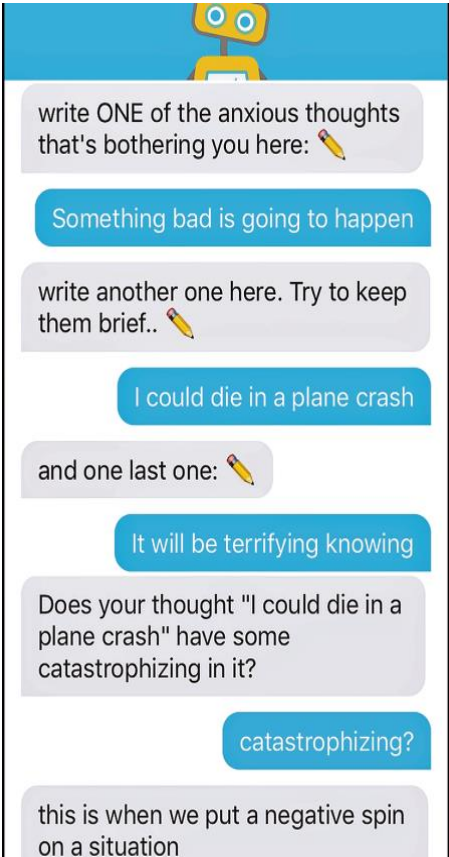 write ONE of the anxious thoughts
that's bothering you here: ✏️
Something bad is going to happen
write another one here. Try to keep
them brief.. ✏️
I could die in a plane crash
and one last one: ✏️
It will be terrifying knowing
Does your thought "I could die in a
plane crash" have some
catastrophizing in it?
catastrophizing?
this is when we put a negative spin
on a situation